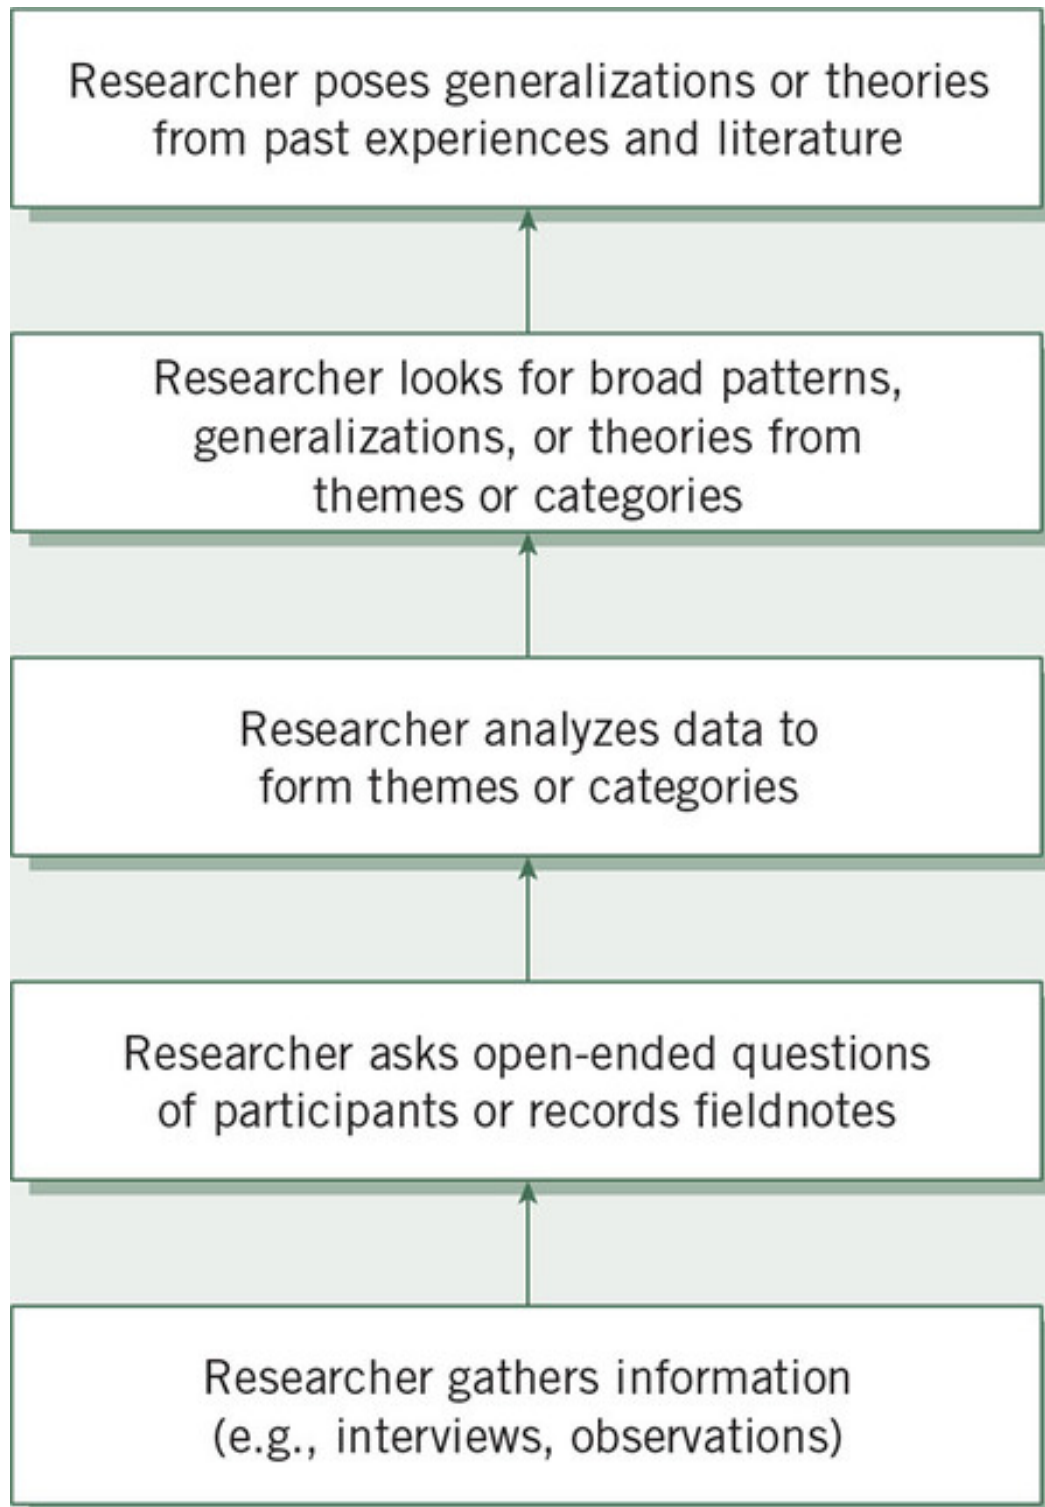 Researcher poses generalizations or theories
from past experiences and literature
Researcher looks for broad patterns,
generalizations, or theories from
themes or categories
Researcher analyzes data to
form themes or categories
Researcher asks open-ended questions
of participants or records fieldnotes
Researcher gathers information
(e.g., interviews, observations)